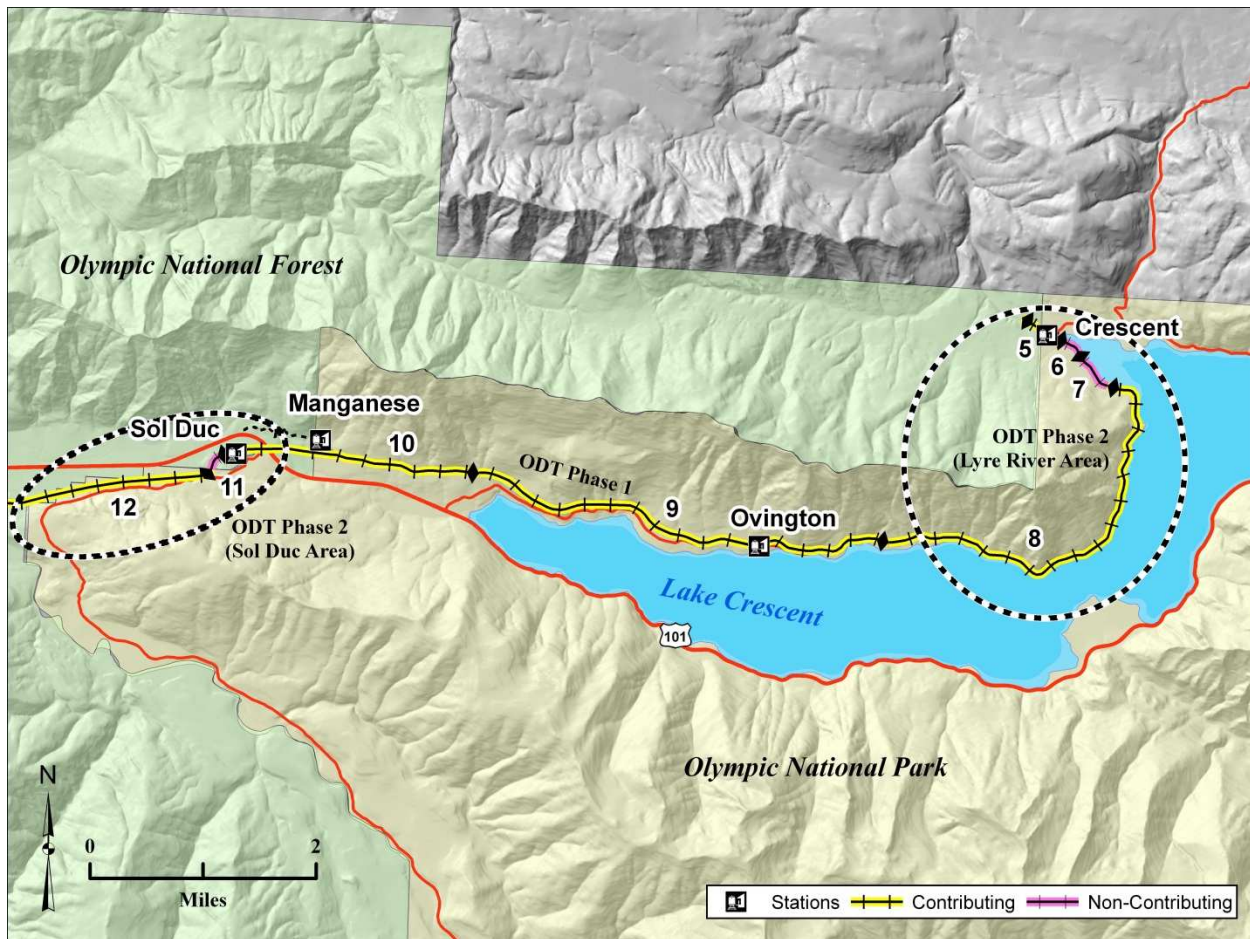 Olympic National Forest
Crescent
5
6
7
Manganese
Sol Duc
10
ODT Phase 2
(Lyre River Area)
ODT Phase 1
11
12
9
Ovington
8
ODT Phase 2
(Sol Duc Area)
Lake Crescent
101
Olympic National Park
N
0 2
Miles
Stations Contributing Non-Contributing